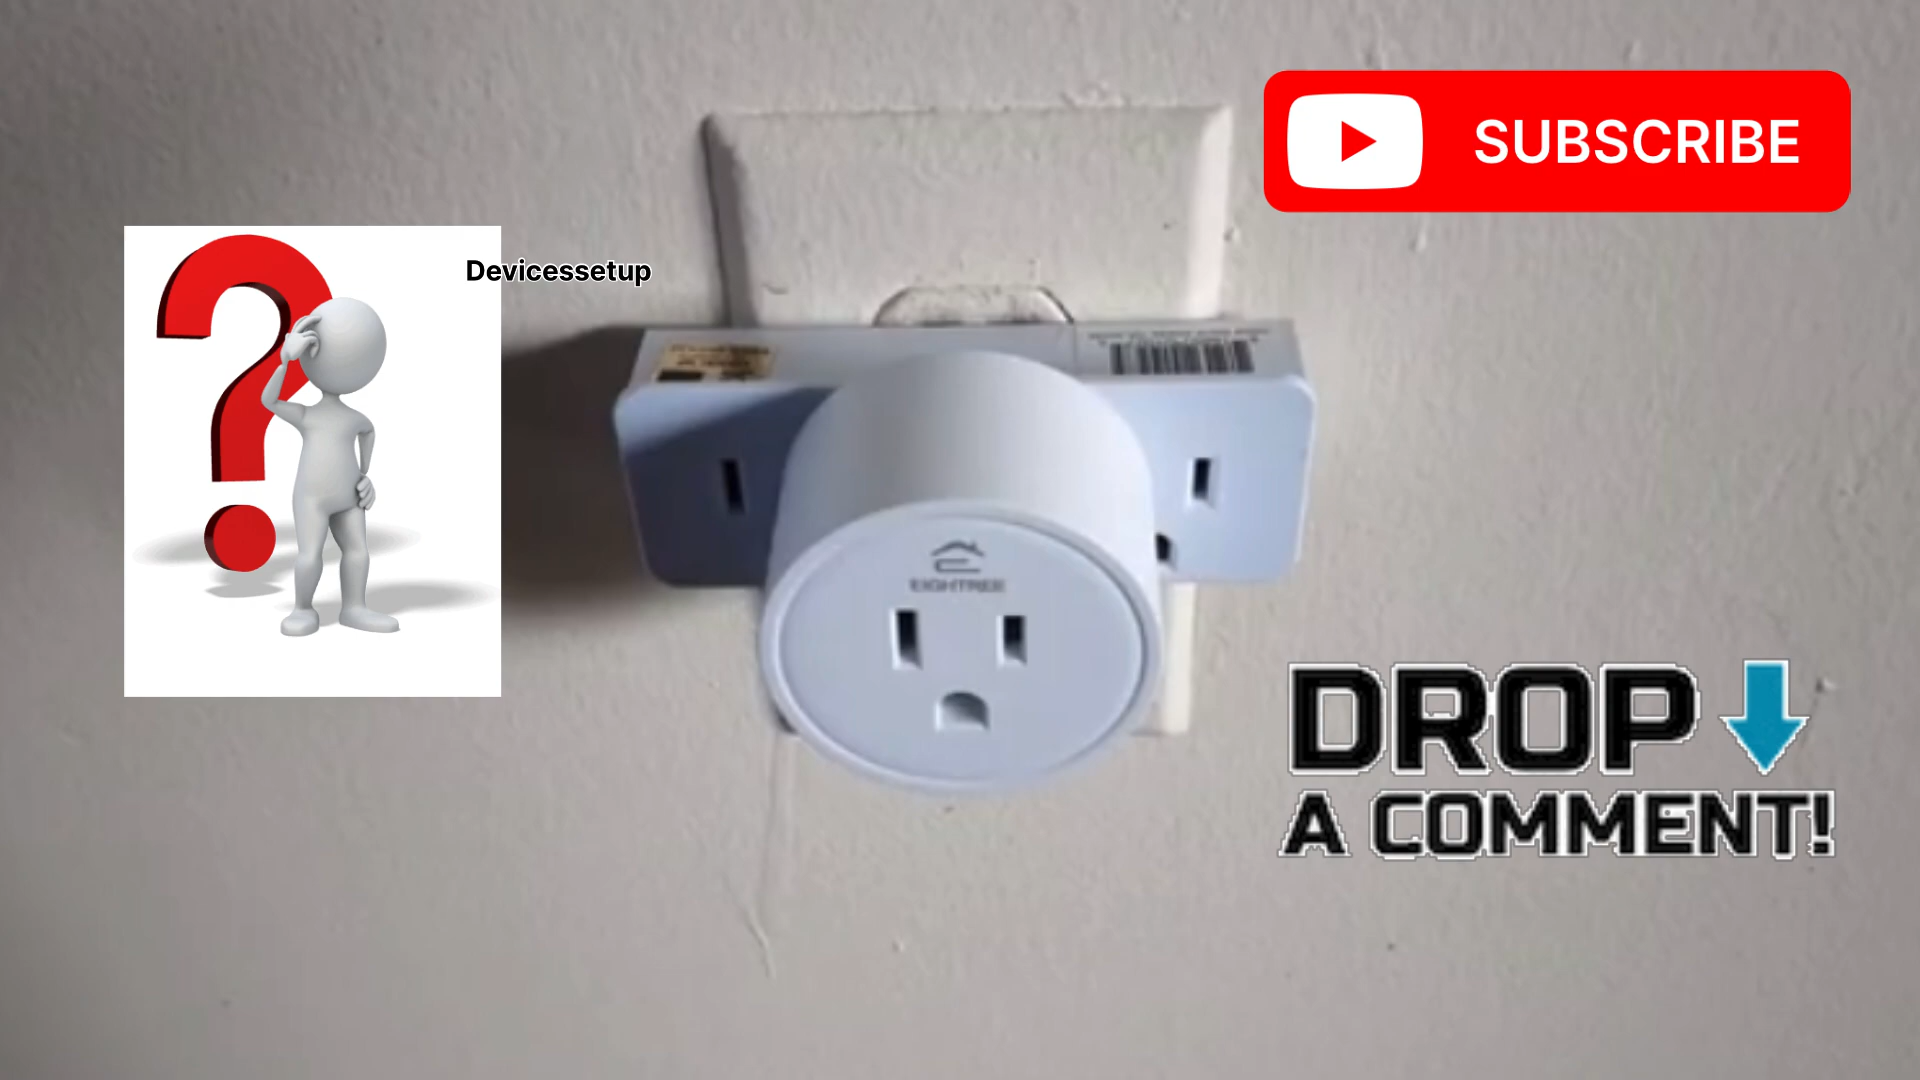 SUBSCRIBE
Devicessetup
EIGHTREE
DROP
A COMMENT!